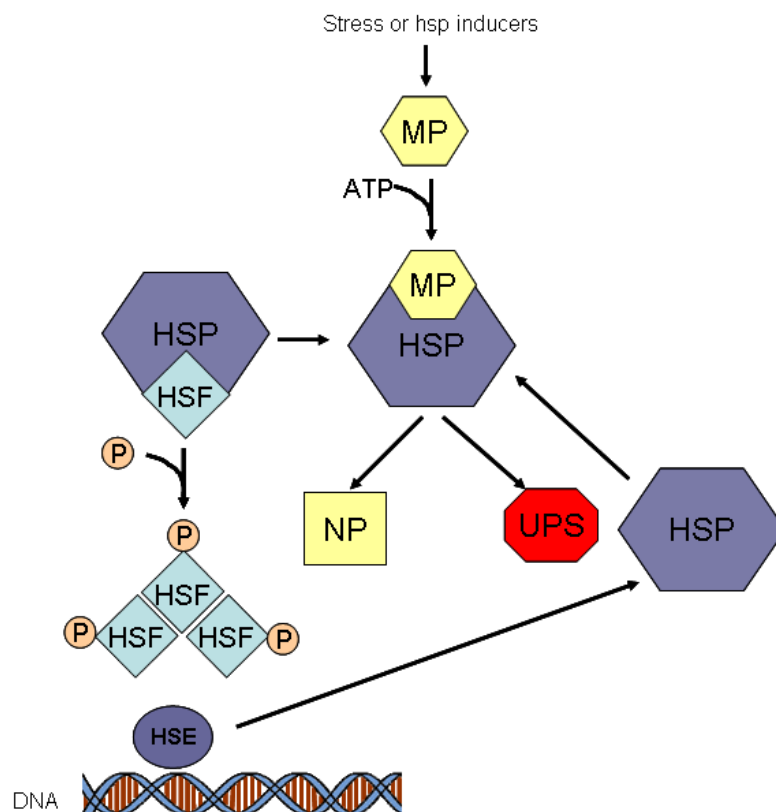 Stress or hsp inducers
MP
ATP
MP
HSP
HSP
HSF
P
NP
UPS
HSP
P
HSF
P
HSF
HSF
P
HSE
DNA